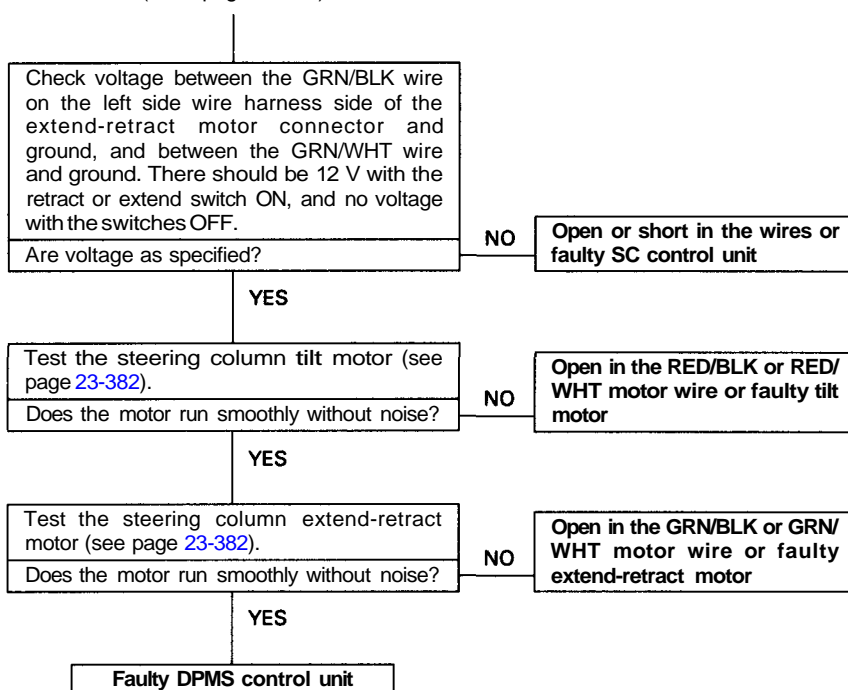 Check voltage between the GRN/BLK wire
on the left side wire harness side of the
extend-retract motor connector and
ground, and between the GRN/WHT wire
and ground. There should be 12 V with the
retract or extend switch ON, and no voltage
with the switches OFF.
Are voltage as specified?
NO
Open or short in the wires or
faulty SC control unit
YES
Test the steering column tilt motor (see
page 23-382).
Does the motor run smoothly without noise?
NO
Open in the RED/BLK or RED/
WHT motor wire or faulty tilt
motor
YES
Test the steering column extend-retract
motor (see page 23-382).
Does the motor run smoothly without noise?
NO
Open in the GRN/BLK or GRN/
WHT motor wire or faulty
extend-retract motor
YES
Faulty DPMS control unit